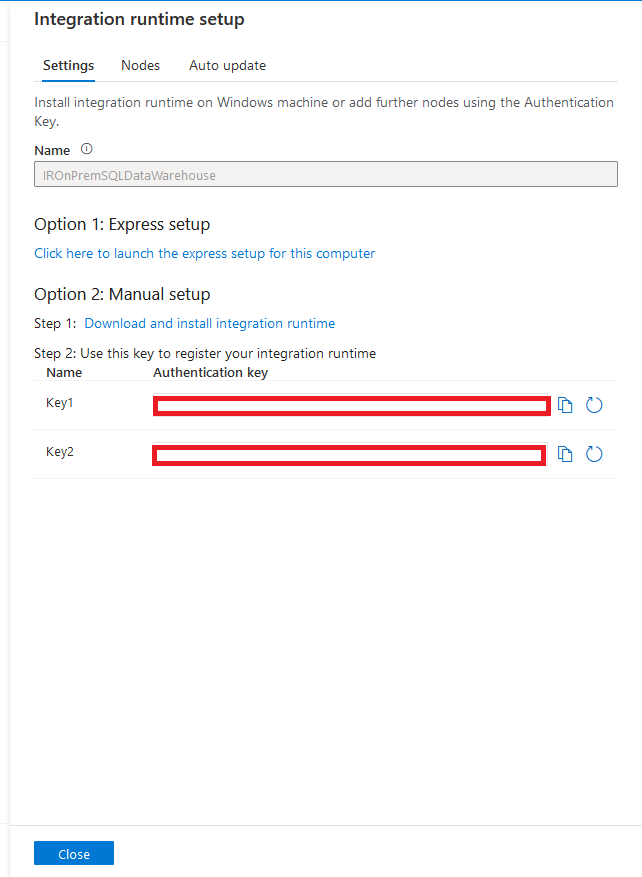 Integration runtime setup
Settings Nodes Auto update
Install integration runtime on Windows machine or add further nodes using the Authentication
Key.
Name
IROnPremSQLDataWarehouse
Option 1: Express setup
Click here to launch the express setup for this computer
Option 2: Manual setup
Step 1: Download and install integration runtime
Step 2: Use this key to register your integration runtime
Name Authentication key
Key1
Key2
Close